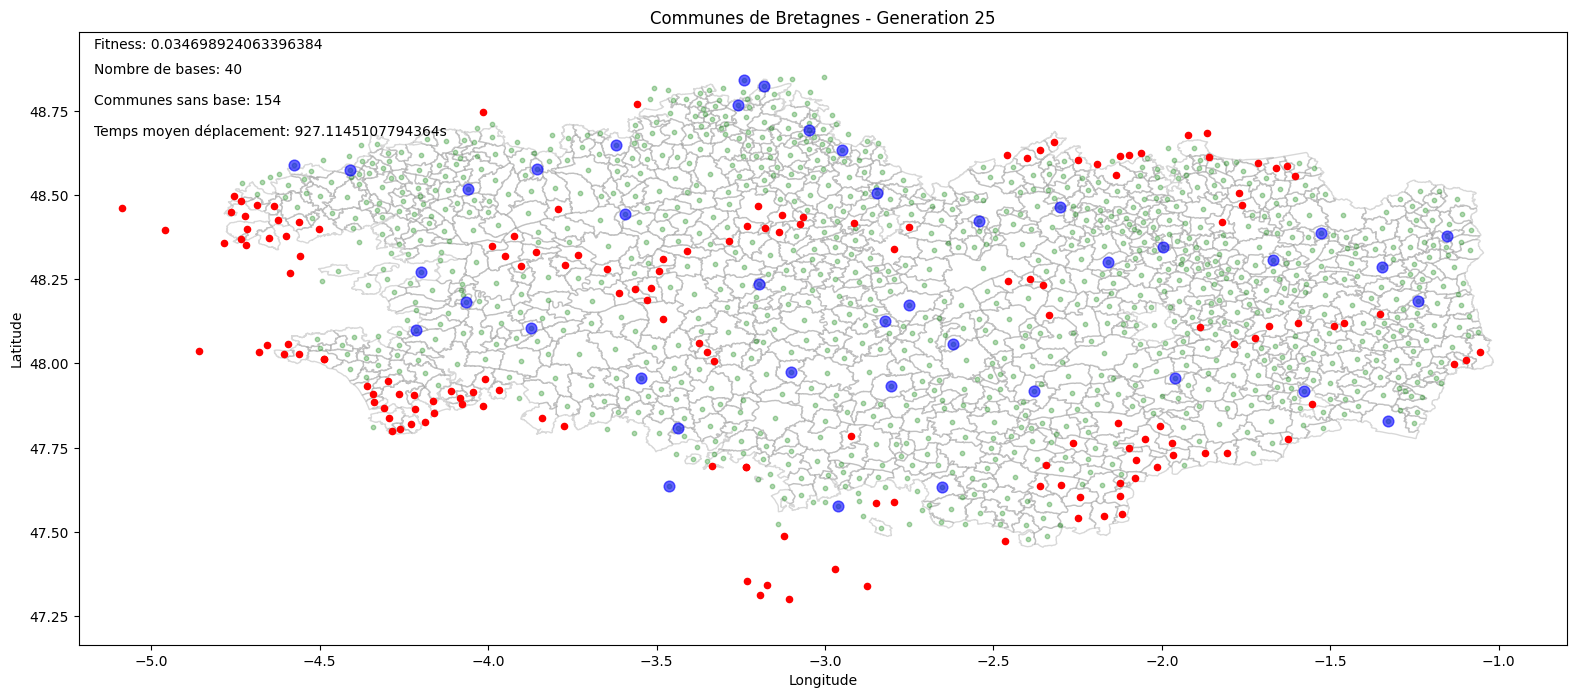 Communes de Bretagnes - Generation 25
Fitness: 0.034698924063396384
Nombre de bases: 40
Communes sans base: 154
Temps moyen déplacement: 927.1145107794364s
Latitude
48.75
48.50
48.25
48.00
47.75
47.50
47.25
−5.0 −4.5 −4.0 −3.5 −3.0 −2.5 −2.0 −1.5 −1.0
Longitude